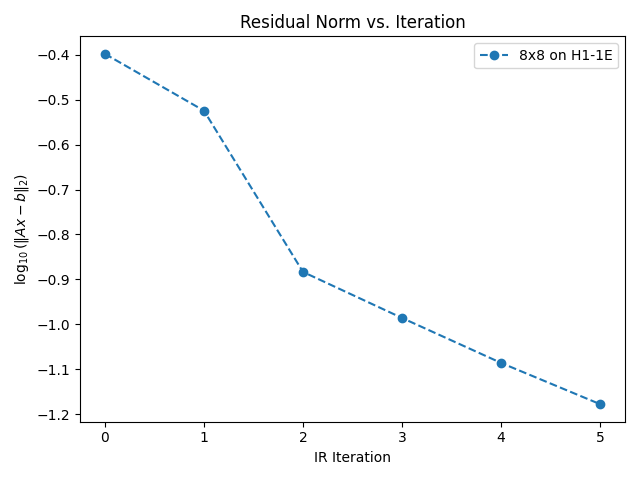 Residual Norm vs. Iteration
8x8 on H1-1E
−0.4
−0.5
−0.6
−0.7
−0.8
−0.9
−1.0
−1.1
−1.2
log₁₀(‖Ax − b‖₂)
0 1 2 3 4 5
IR Iteration